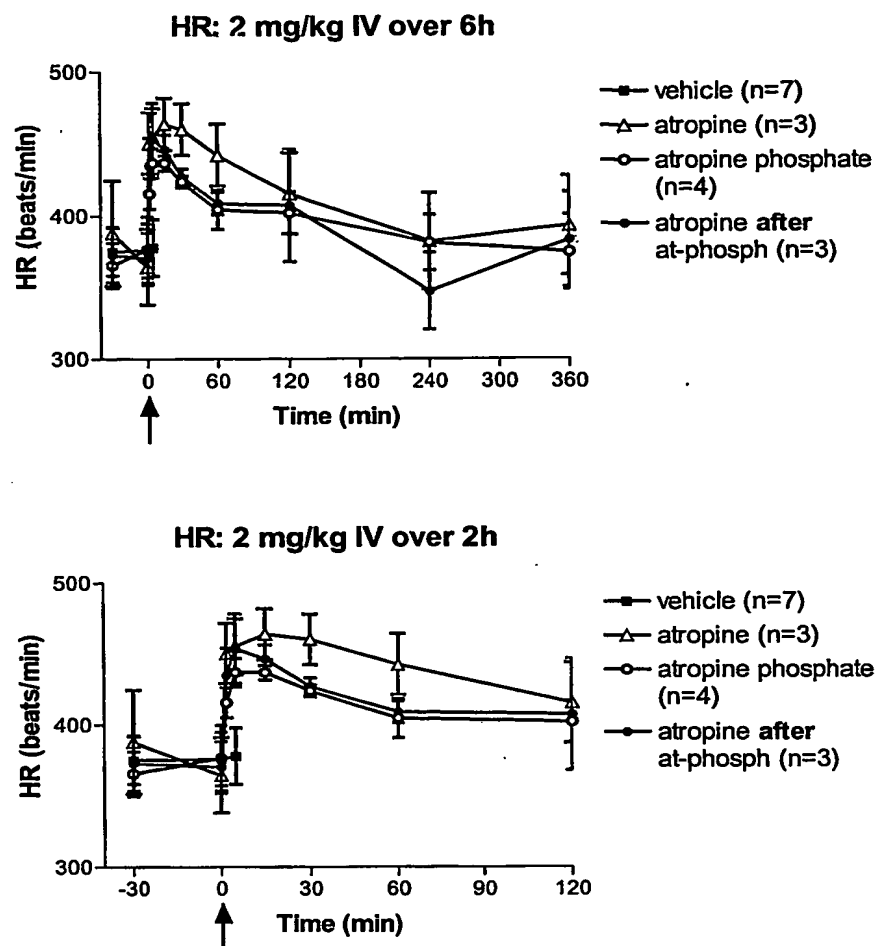 HR: 2 mg/kg IV over 6h
500
400
300
HR (beats/min)
0
60
120
180
240
300
360
Time (min)
vehicle (n=7)
atropine (n=3)
atropine phosphate
(n=4)
atropine after
at-phosph (n=3)
HR: 2 mg/kg IV over 2h
500
400
300
HR (beats/min)
-30
0
30
60
90
120
Time (min)
vehicle (n=7)
atropine (n=3)
atropine phosphate
(n=4)
atropine after
at-phosph (n=3)